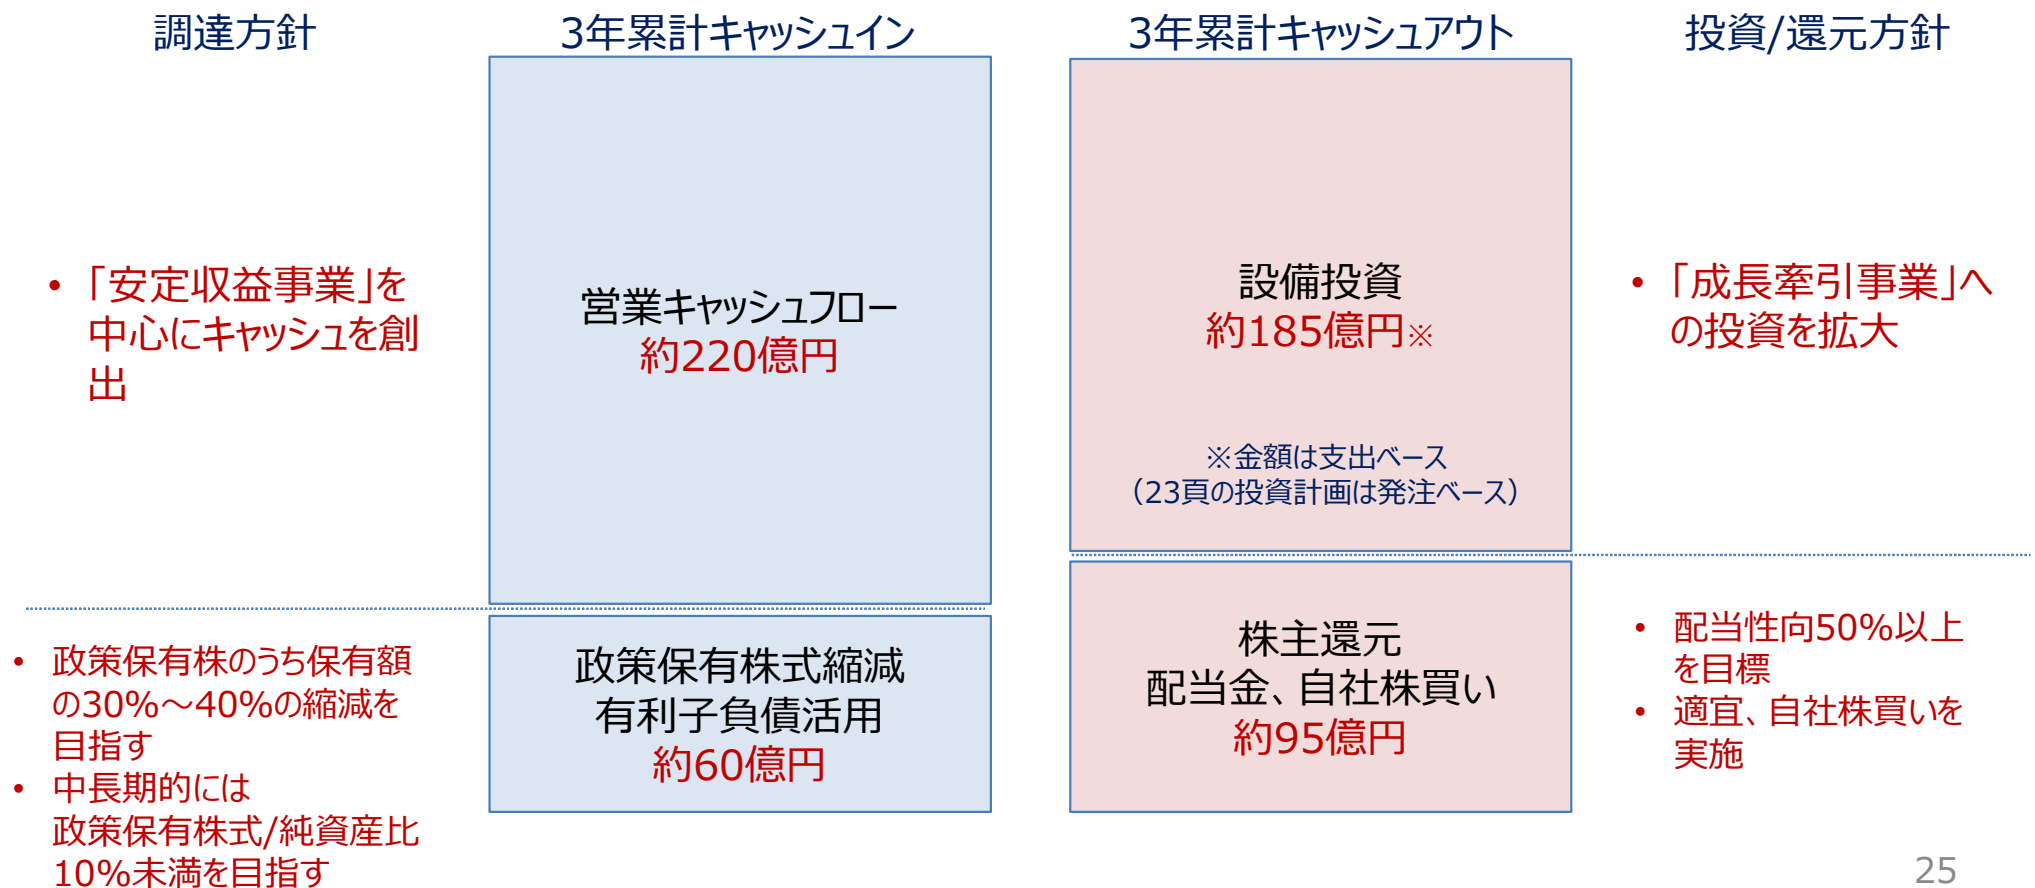 調達方針
3年累計キャッシュイン
3年累計キャッシュアウト
投資/還元方針
• 「安定収益事業」を
中心にキャッシュを創
出
営業キャッシュフロー
約220億円
設備投資
約185億円※
※金額は支出ベース
（23頁の投資計画は発注ベース）
• 「成長牽引事業」へ
の投資を拡大
• 政策保有株のうち保有額
の30%～40%の縮減を
目指す
• 中長期的には
政策保有株式/純資産比
10%未満を目指す
政策保有株式縮減
有利子負債活用
約60億円
株主還元
配当金、自社株買い
約95億円
• 配当性向50%以上
を目標
• 適宜、自社株買いを
実施
25